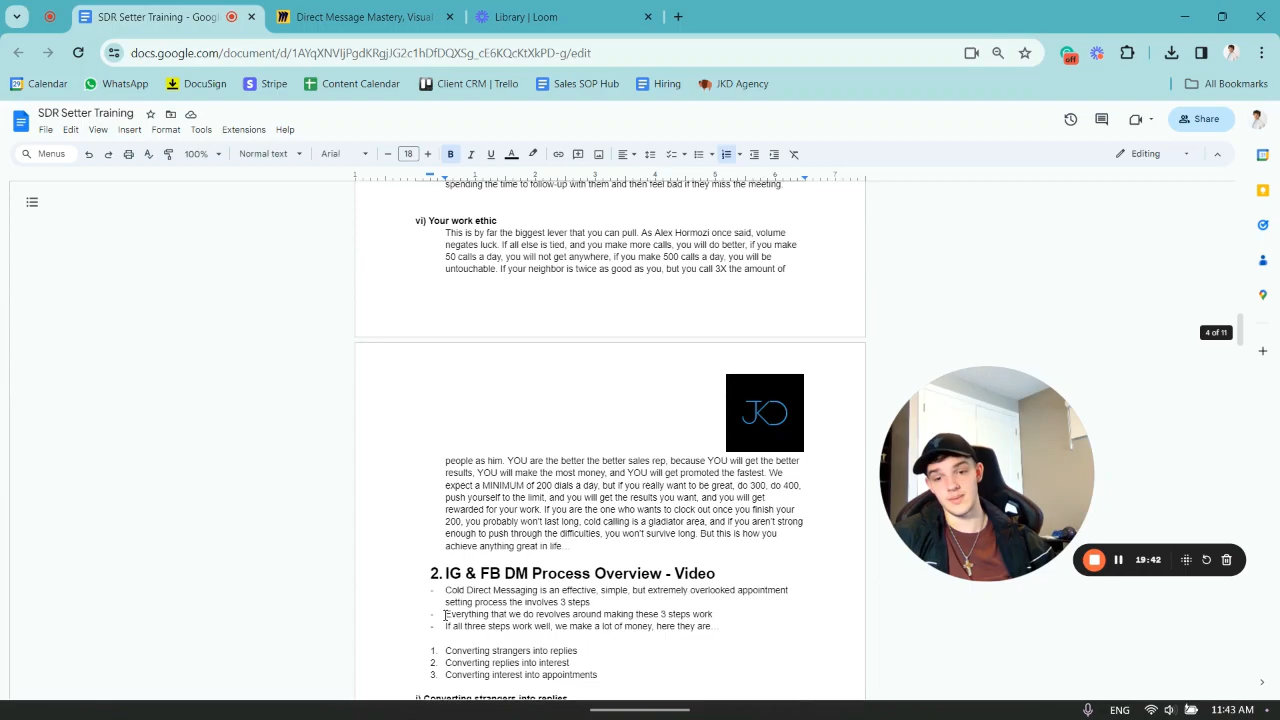 SDR Setter Training - Googl
Direct Message Mastery, Visual
Library | Loom
docs.google.com/document/d/1AYqXNVIjPgdKRgjJG2c1hDfDQSg_cE6KQcKtXkPD-g/edit
off
Calendar
WhatsApp
DocuSign
Stripe
Content Calendar
Client CRM | Trello
Sales SOP Hub
Hiring
JKD Agency
All Bookmarks
SDR Setter Training
File Edit View Insert Format Tools Extensions Help
Share
Menus
100%
Normal text
Arial
18
Editing
1 1 2 3 4 5 6 7
spending the time to follow-up with them and then feel bad if they miss the meeting.
vi) Your work ethic
This is by far the biggest lever that you can pull. As Alex Hormozi once said, volume
negates luck. If all else is tied, and you make more calls, you will do better, if you make
50 calls a day, you will not get anywhere, if you make 500 calls a day, you will be
untouchable. If your neighbor is twice as good as you, but you call 3X the amount of
4 of 11
JKD
people as him. YOU are the better the better sales rep, because YOU will get the better
results, YOU will make the most money, and YOU will get promoted the fastest. We
expect a MINIMUM of 200 dials a day, but if you really want to be great, do 300, do 400,
push yourself to the limit, and you will get the results you want, and you will get
rewarded for your work. If you are the one who wants to clock out once you finish your
200, you probably won't last long, cold calling is a gladiator area, and if you aren't strong
enough to push through the difficulties, you won't survive long. But this is how you
achieve anything great in life…
2. IG & FB DM Process Overview - Video
- Cold Direct Messaging is an effective, simple, but extremely overlooked appointment
setting process the involves 3 steps
- Everything that we do revolves around making these 3 steps work
- If all three steps work well, we make a lot of money, here they are…
1. Converting strangers into replies
2. Converting replies into interest
3. Converting interest into appointments
i) Converting strangers into replies
19:42
ENG
11:43 AM